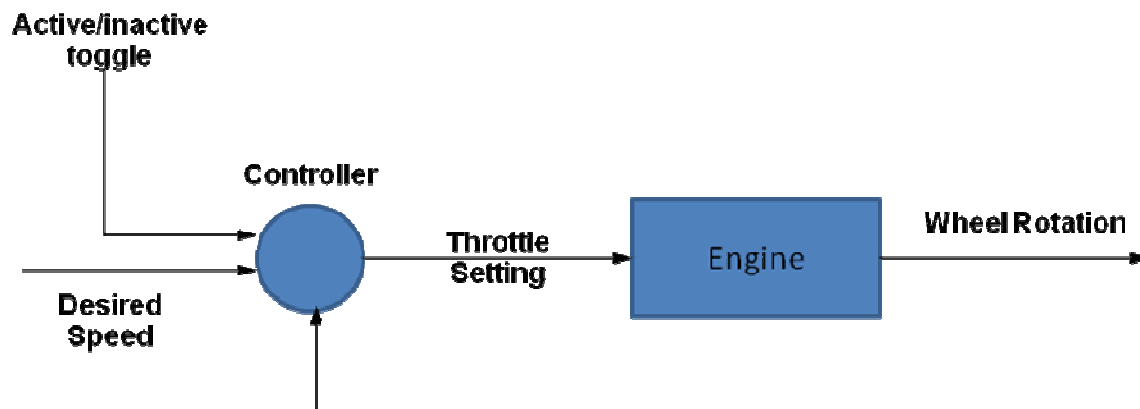 Active/inactive
toggle
Controller
Desired
Speed
Throttle
Setting
Engine
Wheel Rotation